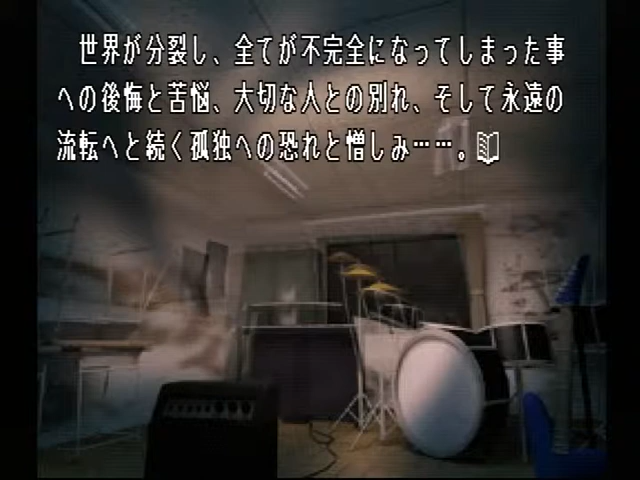 世界が分裂し、全てが不完全になってしまった事
への後悔と苦悩、大切な人との別れ、そして永遠の
流転へと続く孤独への恐れと憎しみ……。